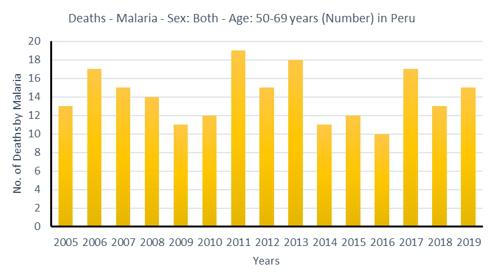 Deaths - Malaria - Sex: Both - Age: 50-69 years (Number) in Peru
20
18
16
14
12
10
8
6
4
2
0
No. of Deaths by Malaria
2005 2006 2007 2008 2009 2010 2011 2012 2013 2014 2015 2016 2017 2018 2019
Years